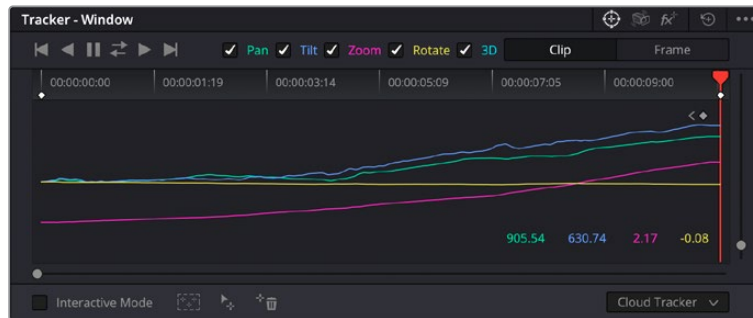 Tracker - Window
Pan Tilt Zoom Rotate 3D Clip Frame
00:00:00:00 00:00:01:19 00:00:03:14 00:00:05:09 00:00:07:05 00:00:09:00
905.54 630.74 2.17 -0.08
Interactive Mode Cloud Tracker